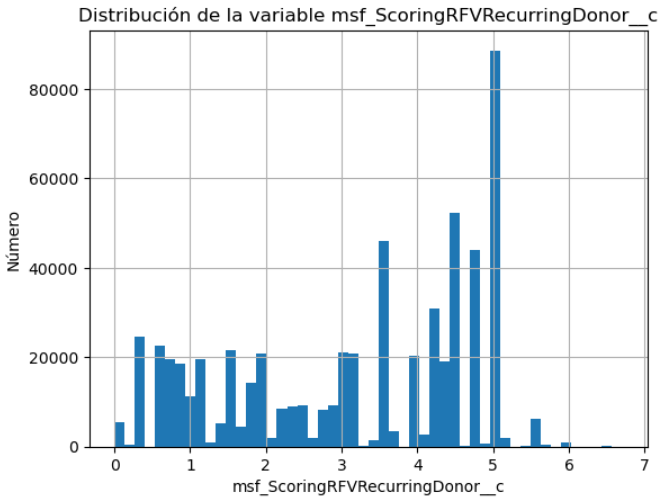 Distribución de la variable msf_ScoringRFVRecurringDonor__c
Número
80000
60000
40000
20000
0
0 1 2 3 4 5 6 7
msf_ScoringRFVRecurringDonor__c